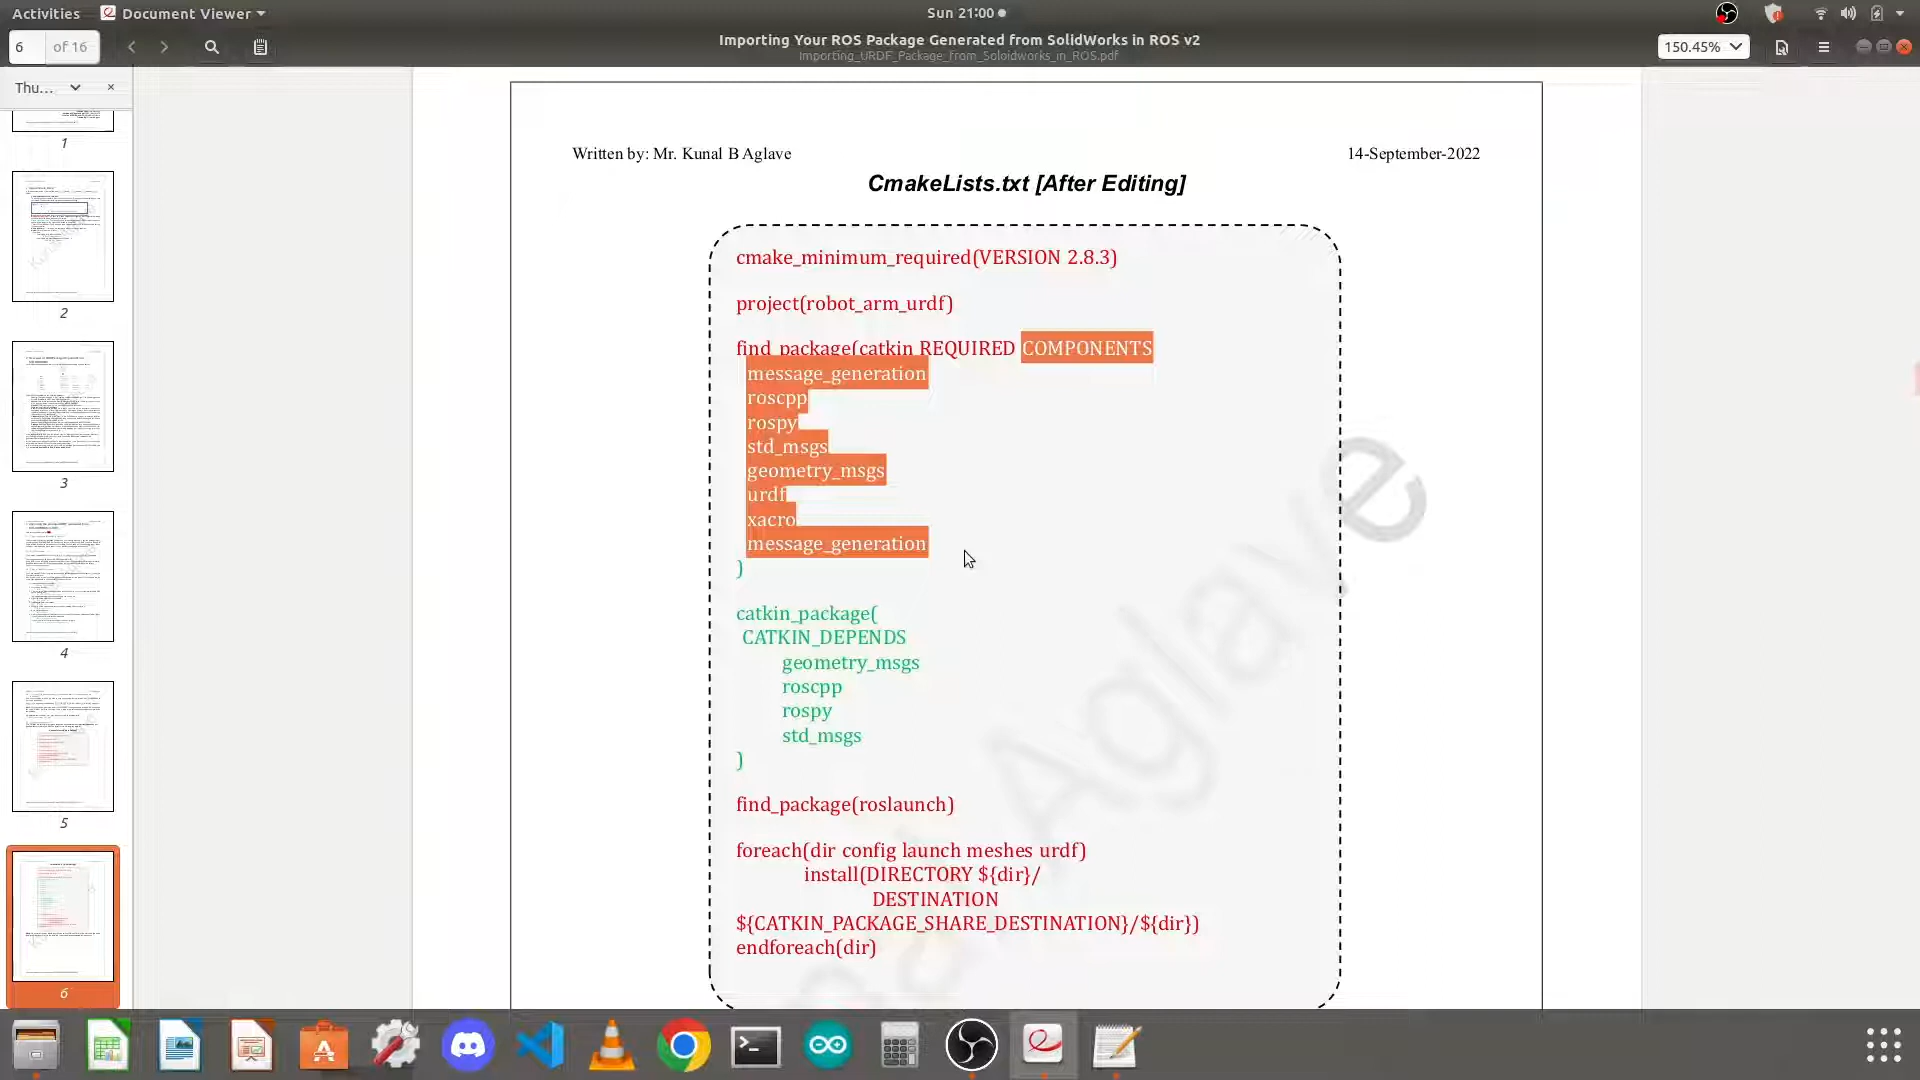 Activities
Document Viewer
Sun 21:00
6
of 16
Importing Your ROS Package Generated from SolidWorks in ROS v2
Importing_URDF_Package_from_Soloidworks_in_ROS.pdf
150.45%
Thu...
1
2
3
4
5
6
Written by: Mr. Kunal B Aglave
14-September-2022
CmakeLists.txt [After Editing]
cmake_minimum_required(VERSION 2.8.3)
project(robot_arm_urdf)
find_package(catkin REQUIRED COMPONENTS
message_generation
roscpp
rospy
std_msgs
geometry_msgs
urdf
xacro
message_generation
)
catkin_package(
CATKIN_DEPENDS
geometry_msgs
roscpp
rospy
std_msgs
)
find_package(roslaunch)
foreach(dir config launch meshes urdf)
install(DIRECTORY ${dir}/
DESTINATION
${CATKIN_PACKAGE_SHARE_DESTINATION}/${dir})
endforeach(dir)
Aglave